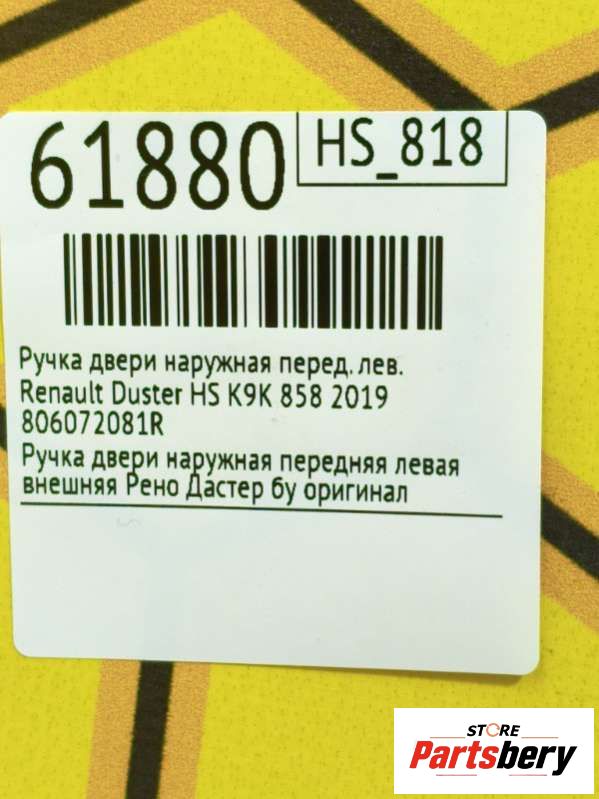 61880
HS_818
Ручка двери наружная перед. лев.
Renault Duster HS K9K 858 2019
806072081R
Ручка двери наружная передняя левая
внешняя Рено Дастер бу оригинал
STORE
Partsbery